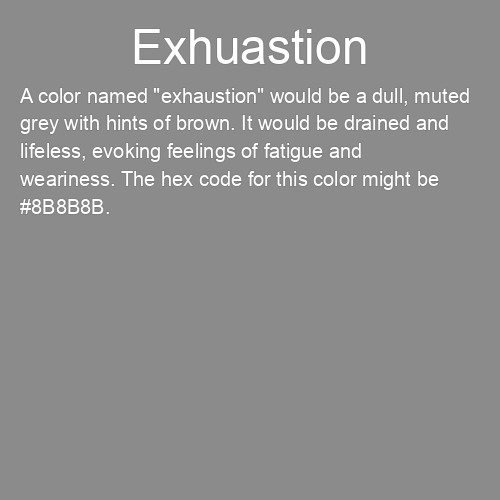 Exhuastion
A color named "exhaustion" would be a dull, muted
grey with hints of brown. It would be drained and
lifeless, evoking feelings of fatigue and
weariness. The hex code for this color might be
#8B8B8B.